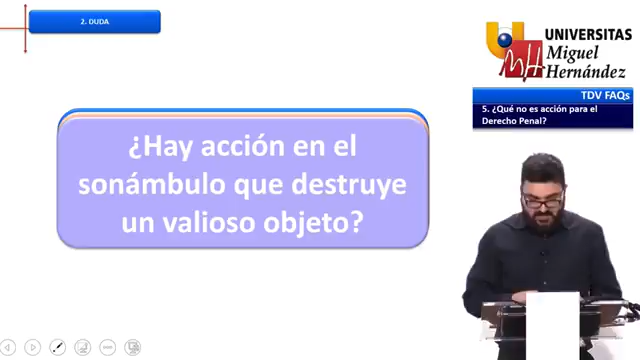 2. DUDA
¿Hay acción en el
sonámbulo que destruye
un valioso objeto?
UNIVERSITAS
Miguel
Hernández
TDV FAQs
5. ¿Qué no es acción para el
Derecho Penal?